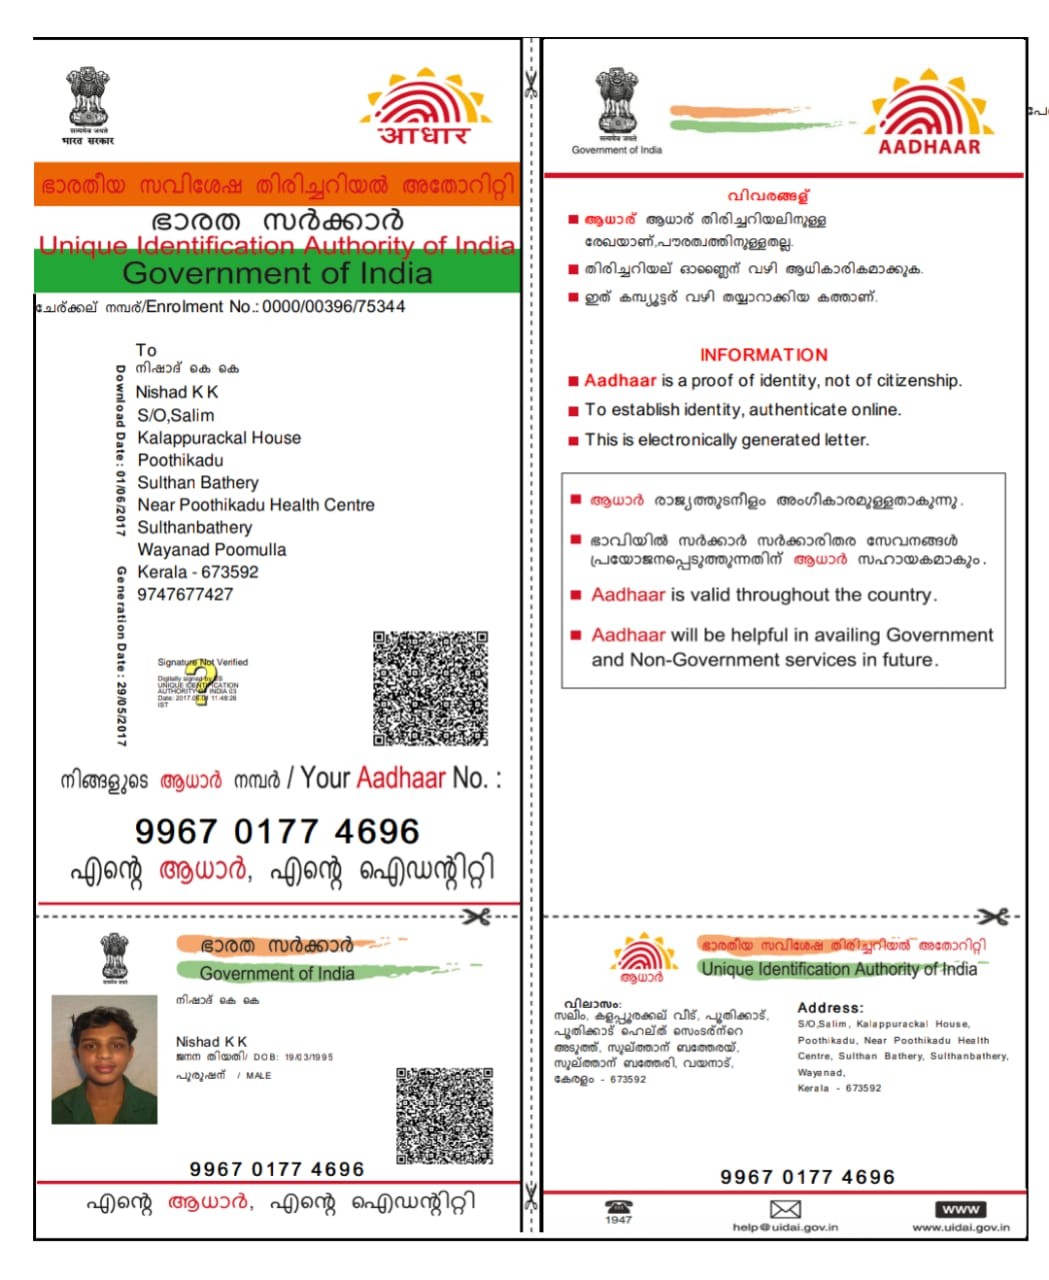 सत्यमेव जयते
भारत सरकार
आधार
ഭാരതീയ സവിശേഷ തിരിച്ചറിയൽ അതോറിറ്റി
ഭാരത സർക്കാർ
Unique Identification Authority of India
Government of India
ചേർക്കല് നമ്പർ/Enrolment No.: 0000/00396/75344
To
നിഷാദ് കെ കെ
Nishad K K
S/O,Salim
Kalappurackal House
Poothikadu
Sulthan Bathery
Near Poothikadu Health Centre
Sulthanbathery
Wayanad Poomulla
Kerala - 673592
9747677427
Download Date: 01/06/2017
Generation Date: 29/05/2017
Signature Not Verified
Digitally signed by DS
UNIQUE IDENTIFICATION
AUTHORITY OF INDIA 03
IST
നിങ്ങളുടെ ആധാർ നമ്പർ / Your Aadhaar No. :
9967 0177 4696
എന്റെ ആധാർ, എന്റെ ഐഡന്റിറ്റി
सत्यमेव जयते
Government of India
AADHAAR
പേ
വിവരങ്ങള്
ആധാര് ആധാർ തിരിച്ചറിയലിനുള്ള
രേഖയാണ്,പൗരത്വത്തിനുള്ളതല്ല.
തിരിച്ചറിയല് ഓണ്ലൈന് വഴി ആധികാരികമാക്കുക.
ഇത് കമ്പ്യൂട്ടർ വഴി തയ്യാറാക്കിയ കത്താണ്.
INFORMATION
Aadhaar is a proof of identity, not of citizenship.
To establish identity, authenticate online.
This is electronically generated letter.
ആധാർ രാജ്യത്തുടനീളം അംഗീകാരമുള്ളതാകുന്നു.
ഭാവിയിൽ സർക്കാർ സർക്കാരിതര സേവനങ്ങൾ
പ്രയോജനപ്പെടുത്തുന്നതിന് ആധാർ സഹായകമാകും.
Aadhaar is valid throughout the country.
Aadhaar will be helpful in availing Government
and Non-Government services in future.
सत्यमेव जयते
ഭാരത സർക്കാർ
Government of India
നിഷാദ് കെ കെ
Nishad K K
ജനന തിയതി/ DOB: 19/03/1995
പുരുഷന് / MALE
9967 0177 4696
എന്റെ ആധാർ, എന്റെ ഐഡന്റിറ്റി
ആധാർ
ഭാരതീയ സവിശേഷ തിരിച്ചറിയൽ അതോറിറ്റി
Unique Identification Authority of India
വിലാസം:
സലിം, കളപ്പുരക്കല് വീട്, പൂതിക്കാട്,
പൂതിക്കാട് ഹെല്ത് സെംടര്ന്റെ
അടുത്ത്, സുല്ത്താന് ബത്തേരയ്,
സുല്ത്താന് ബത്തേരി, വയനാട്,
കേരളം - 673592
Address:
S/O,Salim, Kalappurackal House,
Poothikadu, Near Poothikadu Health
Centre, Sulthan Bathery, Sulthanbathery,
Wayanad,
Kerala - 673592
9967 0177 4696
1947
help@uidai.gov.in
www
www.uidai.gov.in